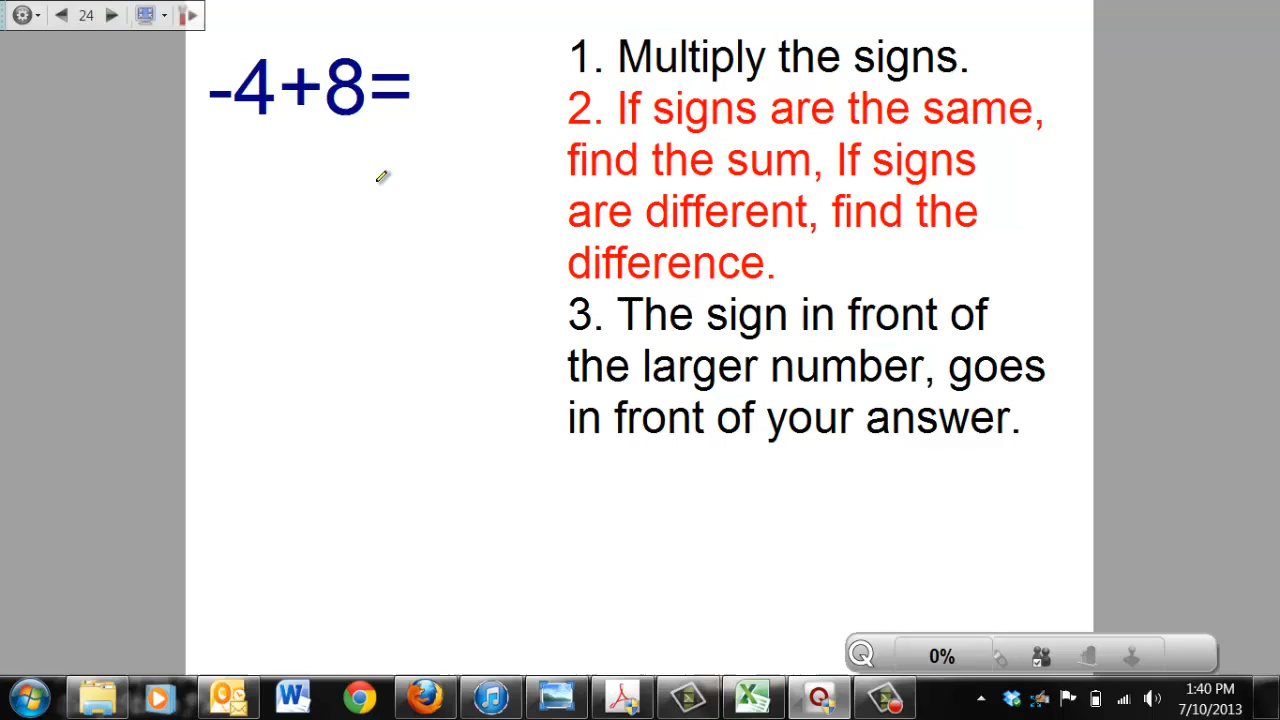 24
-4+8=
1. Multiply the signs.
2. If signs are the same,
find the sum, If signs
are different, find the
difference.
3. The sign in front of
the larger number, goes
in front of your answer.
0%
1:40 PM
7/10/2013